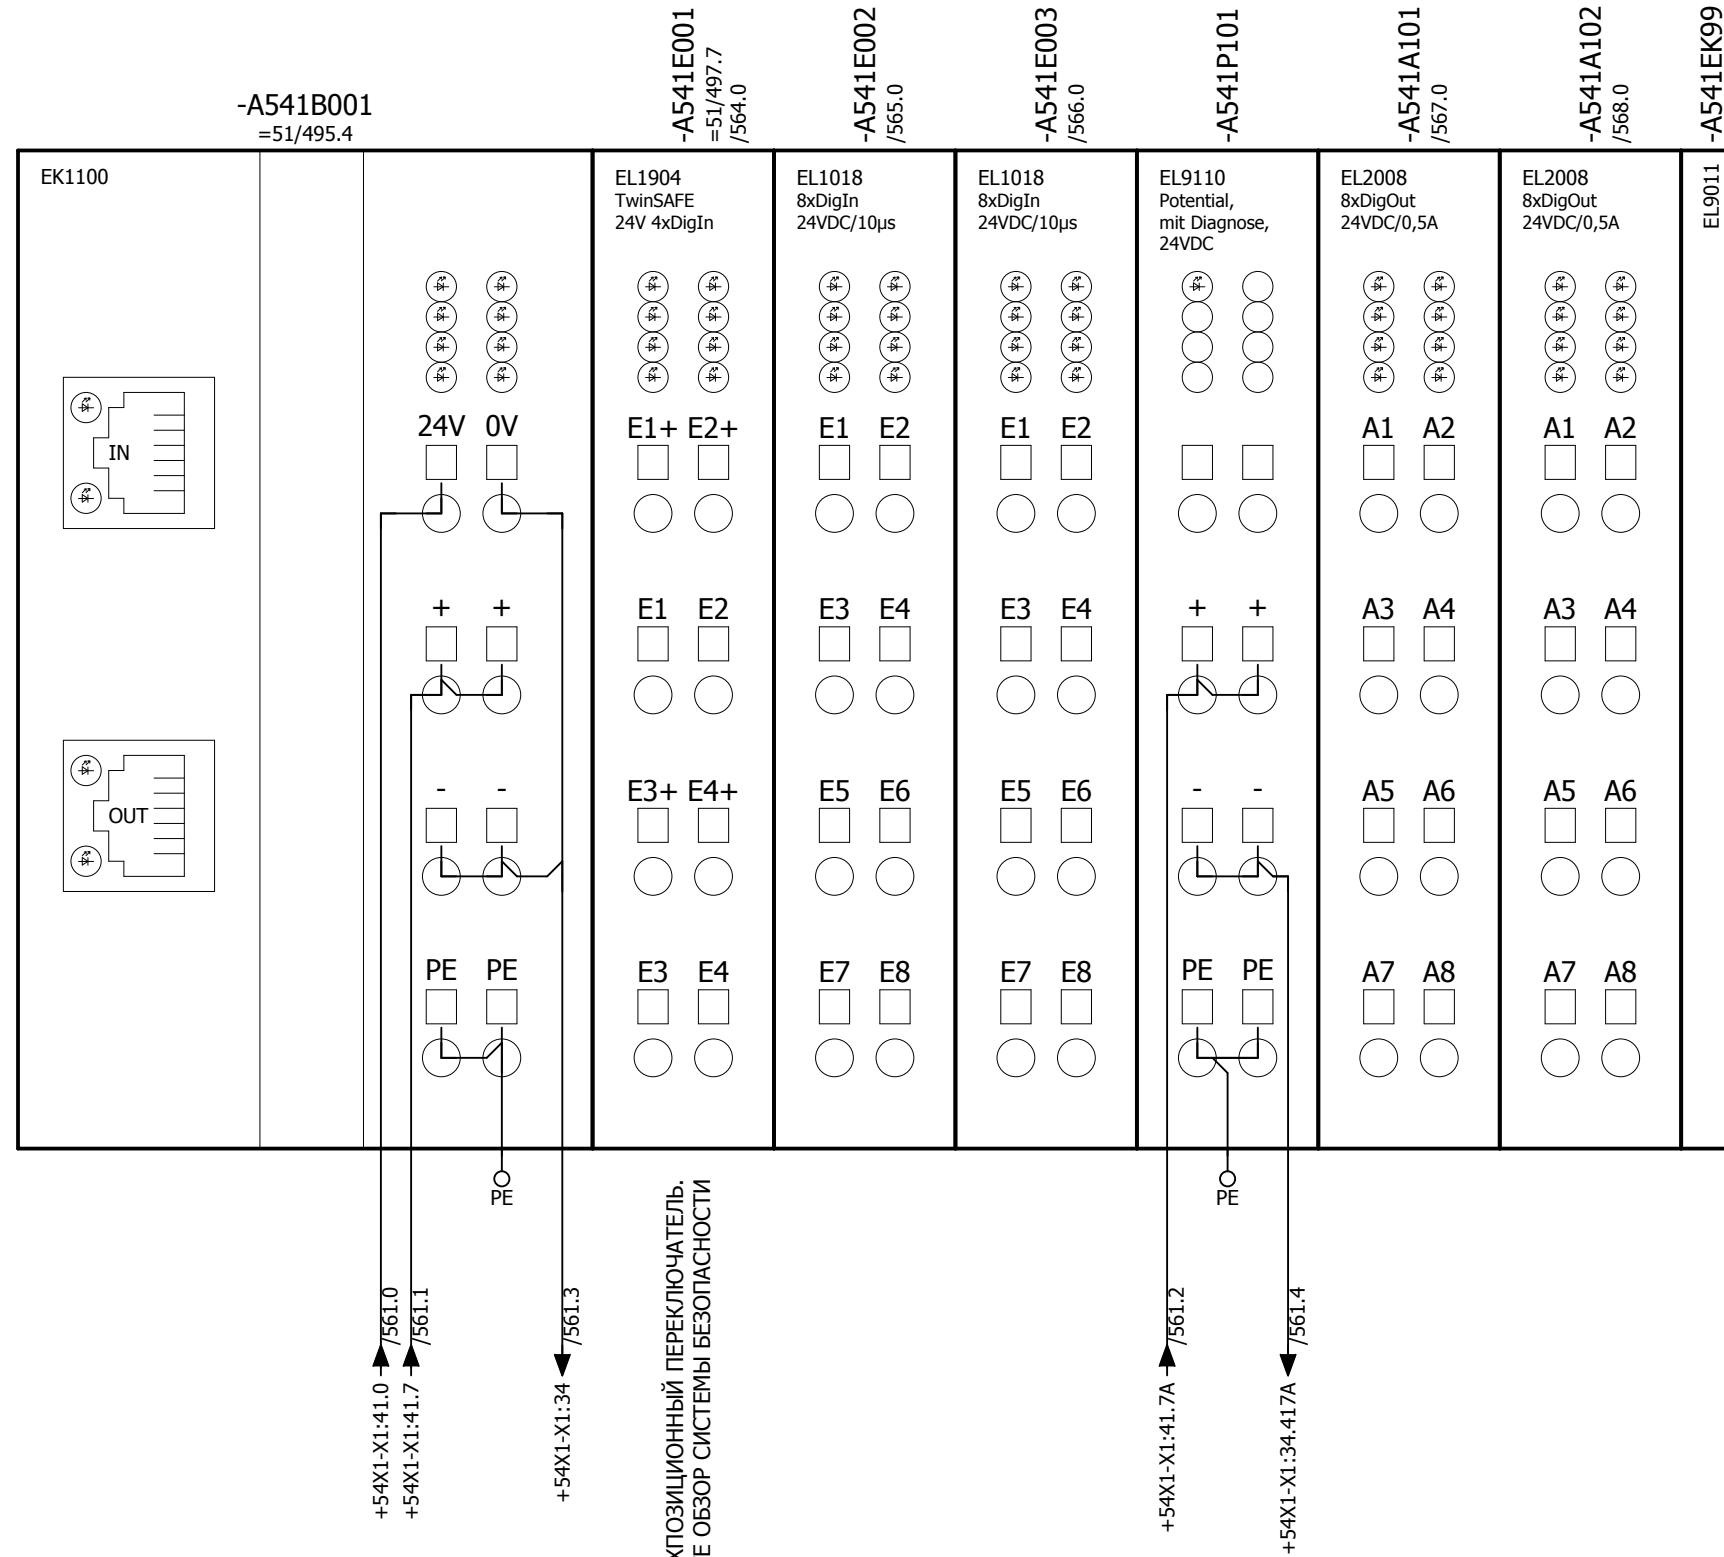 -A541B001
=51/495.4
-A541E001
=51/497.7
/564.0
-A541E002
/565.0
-A541E003
/566.0
-A541P101
-A541A101
/567.0
-A541A102
/568.0
-A541EK99
EK1100
EL1904
TwinSAFE
24V 4xDigIn
EL1018
8xDigIn
24VDC/10µs
EL1018
8xDigIn
24VDC/10µs
EL9110
Potential,
mit Diagnose,
24VDC
EL2008
8xDigOut
24VDC/0,5A
EL2008
8xDigOut
24VDC/0,5A
EL9011
IN
24V 0V
E1+ E2+
E1 E2
E1 E2
A1 A2
A1 A2
+ +
E1 E2
E3 E4
E3 E4
+ +
A3 A4
A3 A4
OUT
- -
E3+ E4+
E5 E6
E5 E6
- -
A5 A6
A5 A6
PE PE
E3 E4
E7 E8
E7 E8
PE PE
A7 A8
A7 A8
PE
PE
/561.0
/561.1
/561.3
/561.2
/561.4
+54X1-X1:41.0
+54X1-X1:41.7
+54X1-X1:34
ПЕРЕКЛЮЧАТЕЛЬ.
ОБЗОР СИСТЕМЫ БЕЗОПАСНОСТИ
+54X1-X1:41.7A
+54X1-X1:34.417A